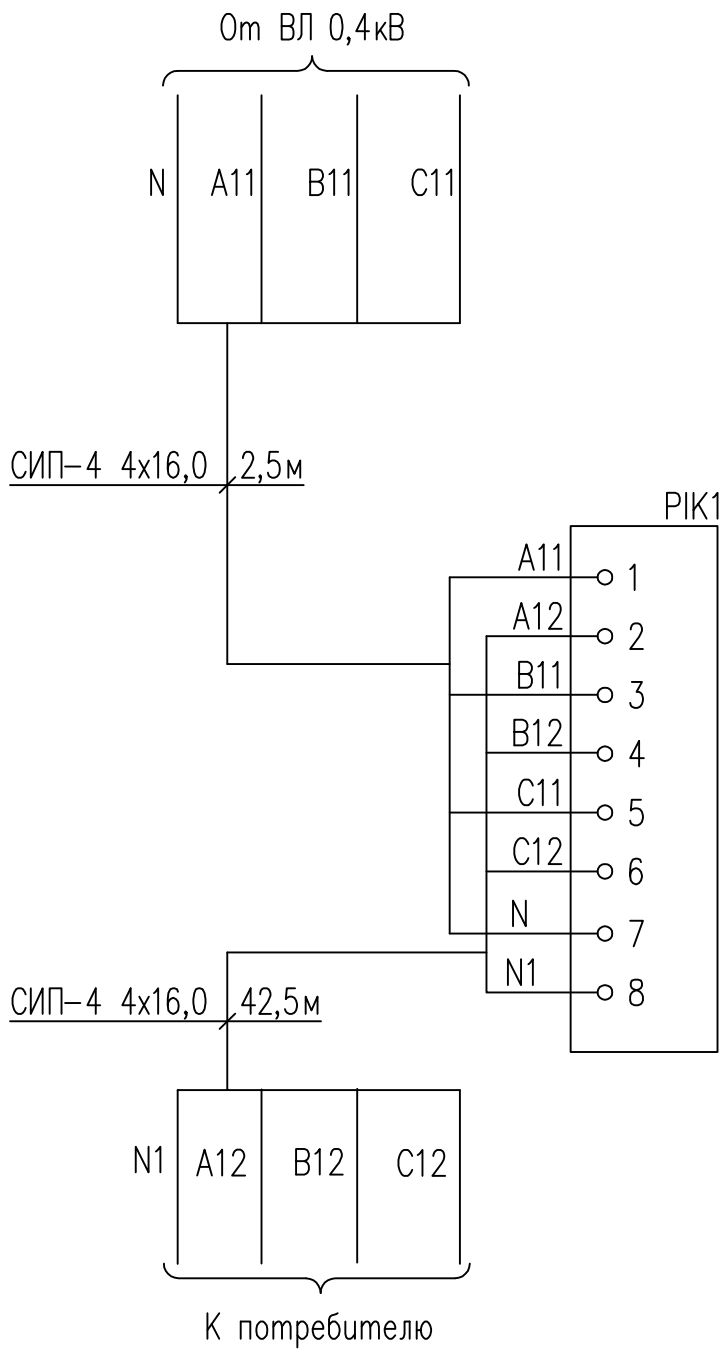 От ВЛ 0,4кВ
N A11 B11 C11
СИП-4 4x16,0 2,5м
PIK1
A11 1
A12 2
B11 3
B12 4
C11 5
C12 6
N 7
N1 8
СИП-4 4x16,0 42,5м
N1 A12 B12 C12
К потребителю